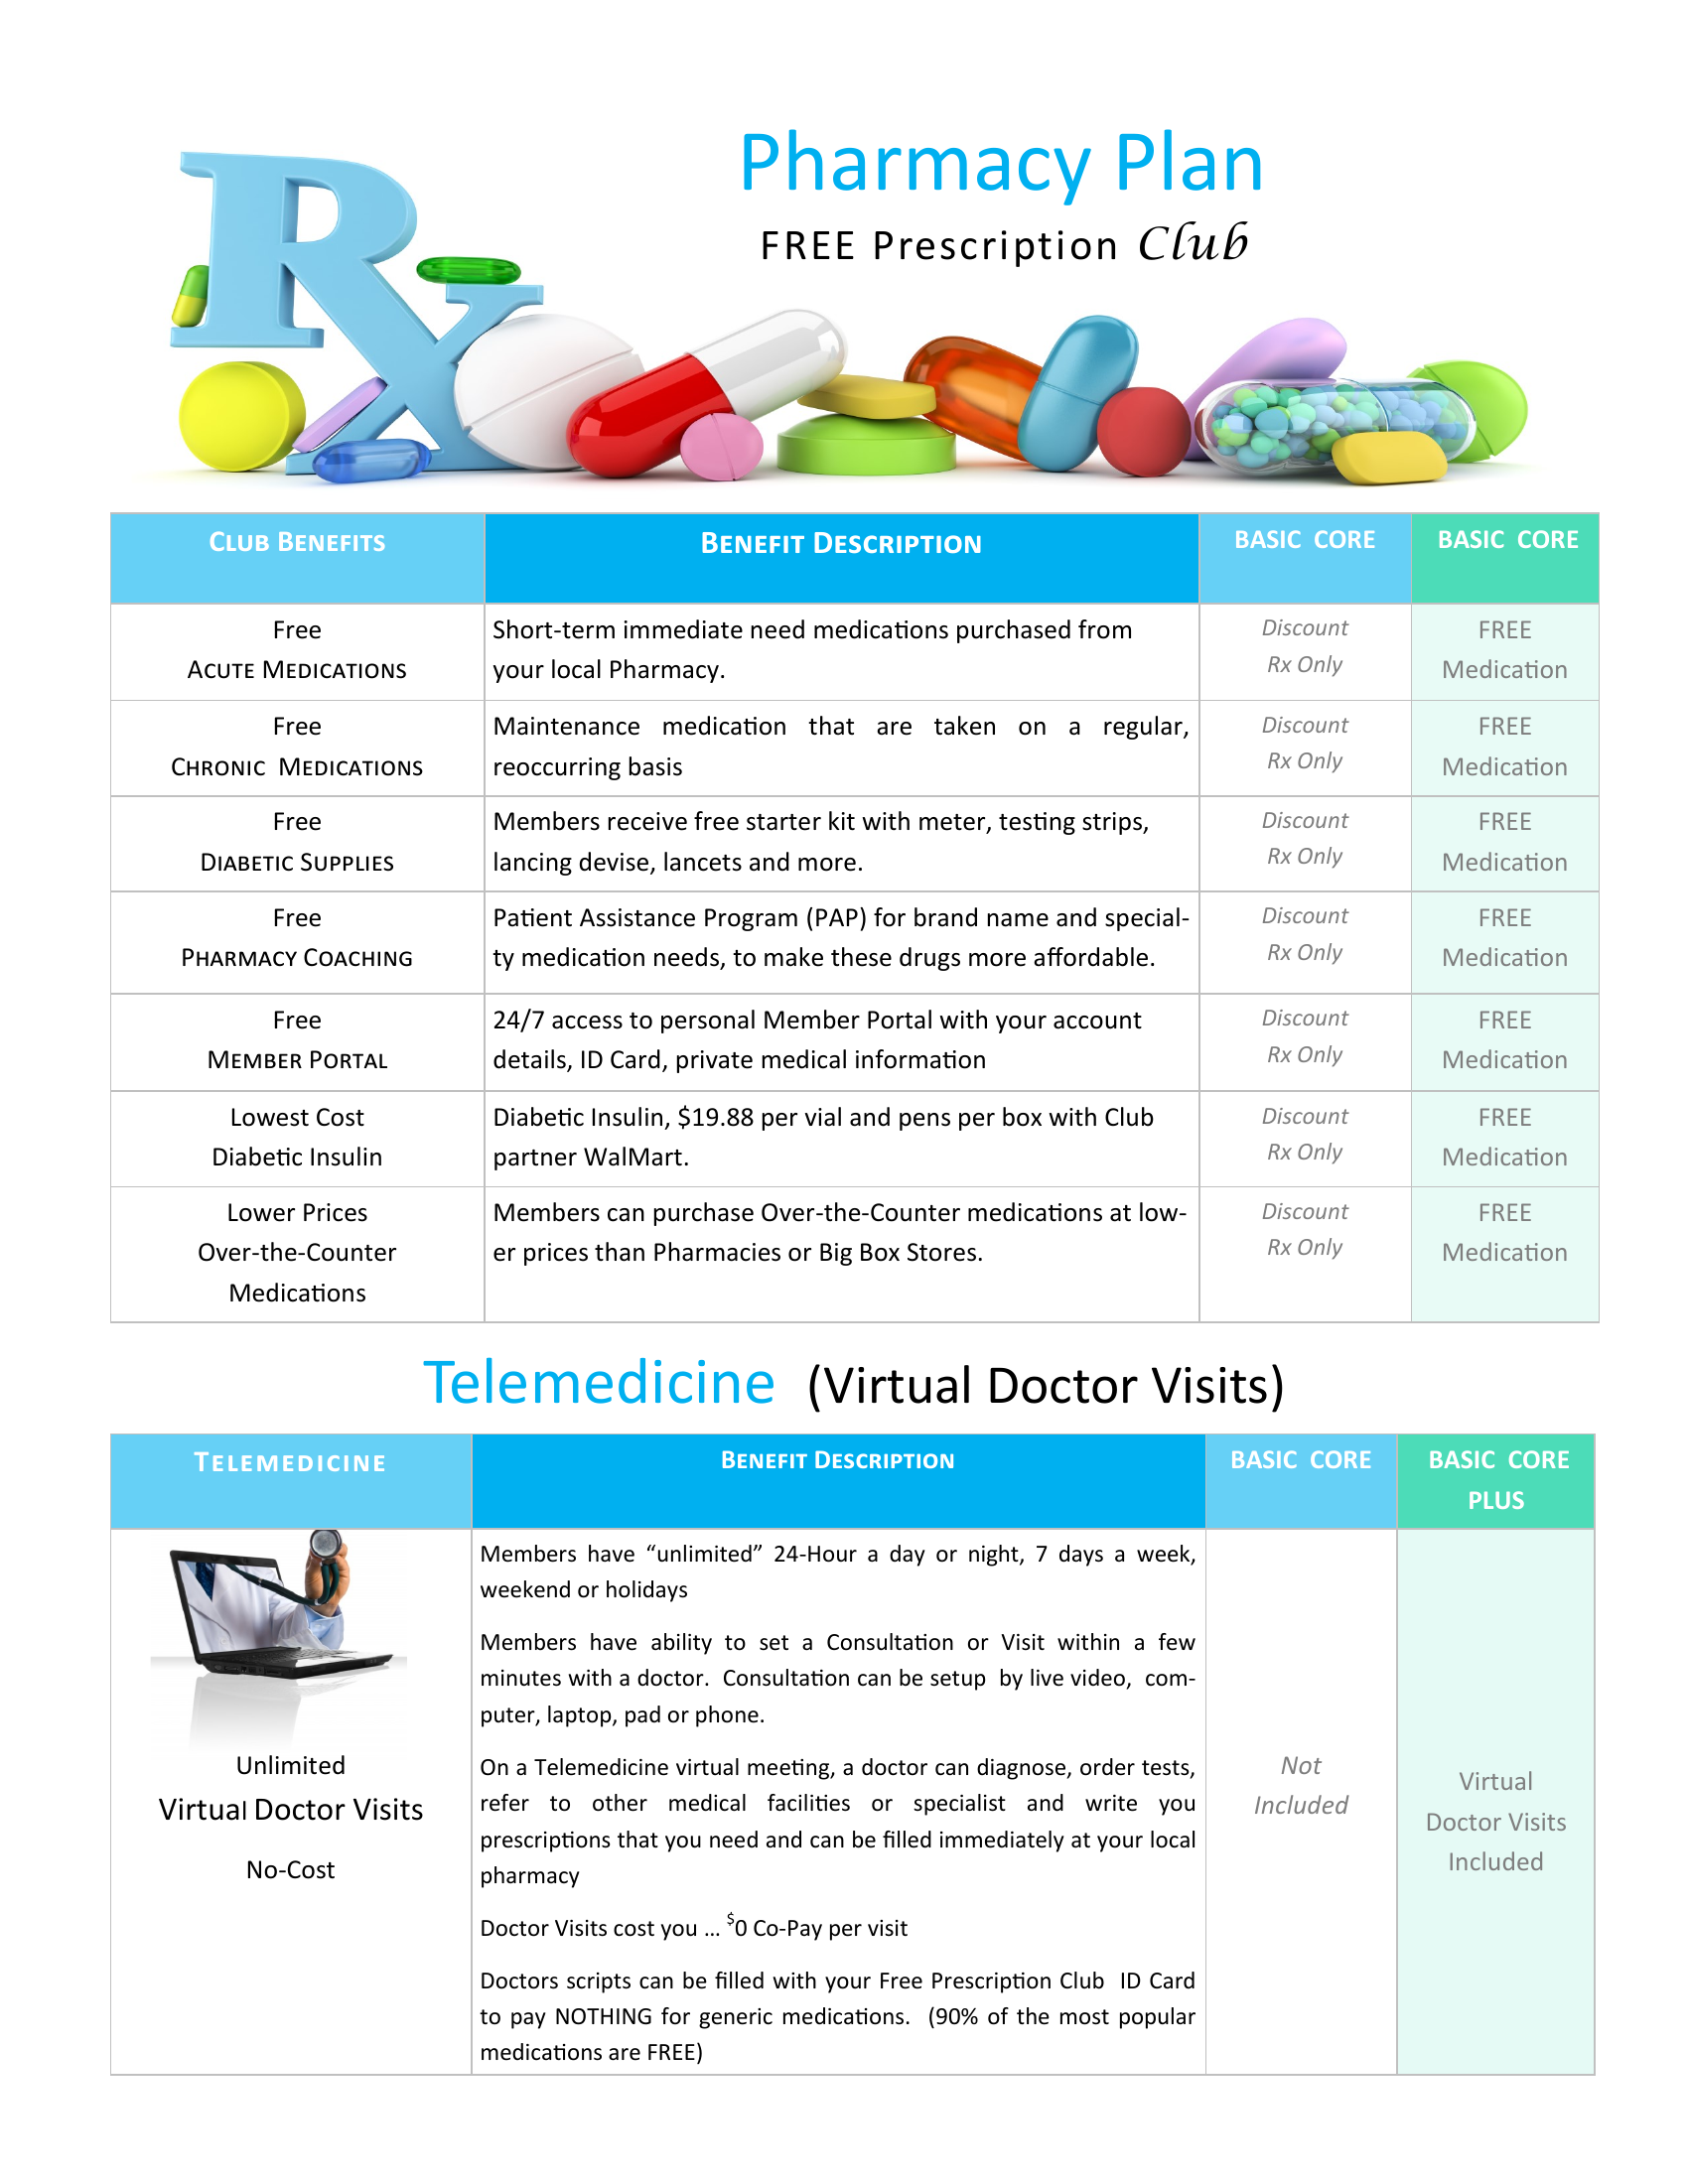 Rx
Pharmacy Plan
FREE Prescription Club
CLUB BENEFITS
BENEFIT DESCRIPTION
BASIC CORE
BASIC CORE
Free
ACUTE MEDICATIONS
Short-term immediate need medications purchased from
your local Pharmacy.
Discount
Rx Only
FREE
Medication
Free
CHRONIC MEDICATIONS
Maintenance medication that are taken on a regular,
reoccurring basis
Discount
Rx Only
FREE
Medication
Free
DIABETIC SUPPLIES
Members receive free starter kit with meter, testing strips,
lancing devise, lancets and more.
Discount
Rx Only
FREE
Medication
Free
PHARMACY COACHING
Patient Assistance Program (PAP) for brand name and special-
ty medication needs, to make these drugs more affordable.
Discount
Rx Only
FREE
Medication
Free
MEMBER PORTAL
24/7 access to personal Member Portal with your account
details, ID Card, private medical information
Discount
Rx Only
FREE
Medication
Lowest Cost
Diabetic Insulin
Diabetic Insulin, $19.88 per vial and pens per box with Club
partner WalMart.
Discount
Rx Only
FREE
Medication
Lower Prices
Over-the-Counter
Medications
Members can purchase Over-the-Counter medications at low-
er prices than Pharmacies or Big Box Stores.
Discount
Rx Only
FREE
Medication
Telemedicine (Virtual Doctor Visits)
TELEMEDICINE
BENEFIT DESCRIPTION
BASIC CORE
BASIC CORE
PLUS
Unlimited
Virtual Doctor Visits
No-Cost
Members have “unlimited” 24-Hour a day or night, 7 days a week,
weekend or holidays
Members have ability to set a Consultation or Visit within a few
minutes with a doctor. Consultation can be setup by live video, com-
puter, laptop, pad or phone.
On a Telemedicine virtual meeting, a doctor can diagnose, order tests,
refer to other medical facilities or specialist and write you
prescriptions that you need and can be filled immediately at your local
pharmacy
Doctor Visits cost you ... $0 Co-Pay per visit
Doctors scripts can be filled with your Free Prescription Club ID Card
to pay NOTHING for generic medications. (90% of the most popular
medications are FREE)
Not
Included
Virtual
Doctor Visits
Included